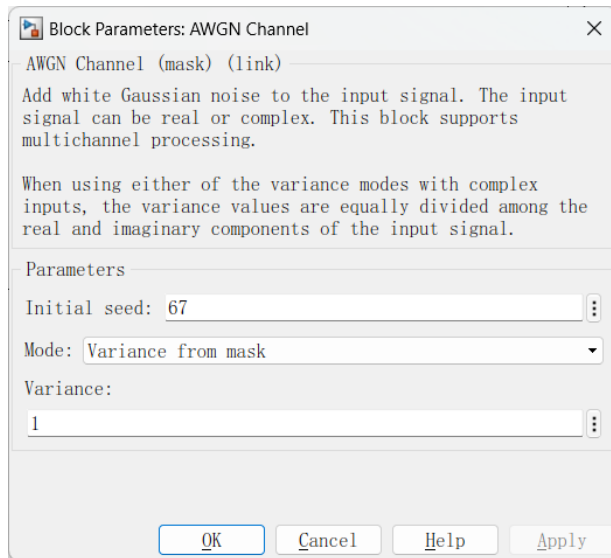 Block Parameters: AWGN Channel
AWGN Channel (mask) (link)
Add white Gaussian noise to the input signal. The input
signal can be real or complex. This block supports
multichannel processing.
When using either of the variance modes with complex
inputs, the variance values are equally divided among the
real and imaginary components of the input signal.
Parameters
Initial seed: 67
Mode: Variance from mask
Variance:
1
OK Cancel Help Apply